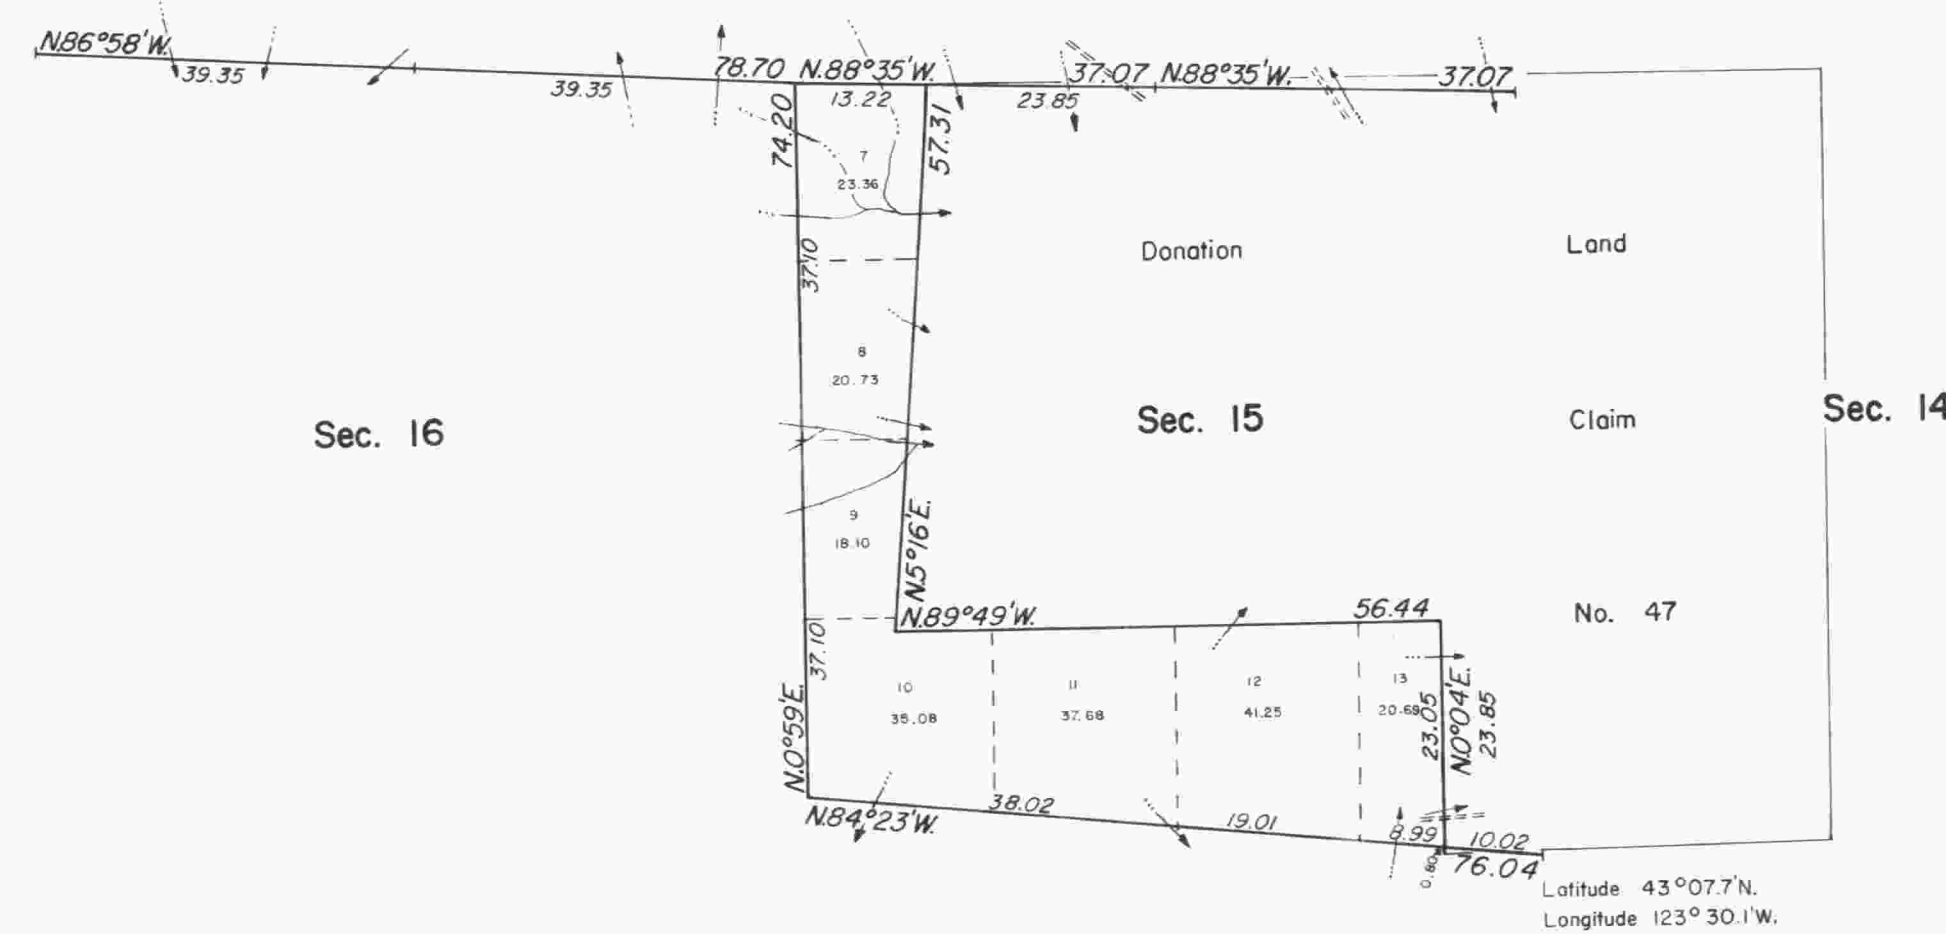 N.86°58'W.
39.35
39.35
78.70 N.88°35'W.
37.07 N.88°35'W.
37.07
13.22
23.85
74.20
57.31
7
23.36
37.10
Donation Land
8
20.73
Sec. 16
Sec. 15
Claim
Sec. 14
9
18.10
N.5°16'E.
N.89°49'W.
56.44
No. 47
37.10
10
35.08
11
37.68
12
41.25
13
20.69
23.05
N.0°04'E.
23.85
N.0°59'E.
N.84°23'W.
38.02
19.01
8.99
10.02
0.80
76.04
Latitude 43°07.7'N.
Longitude 123°30.1'W.